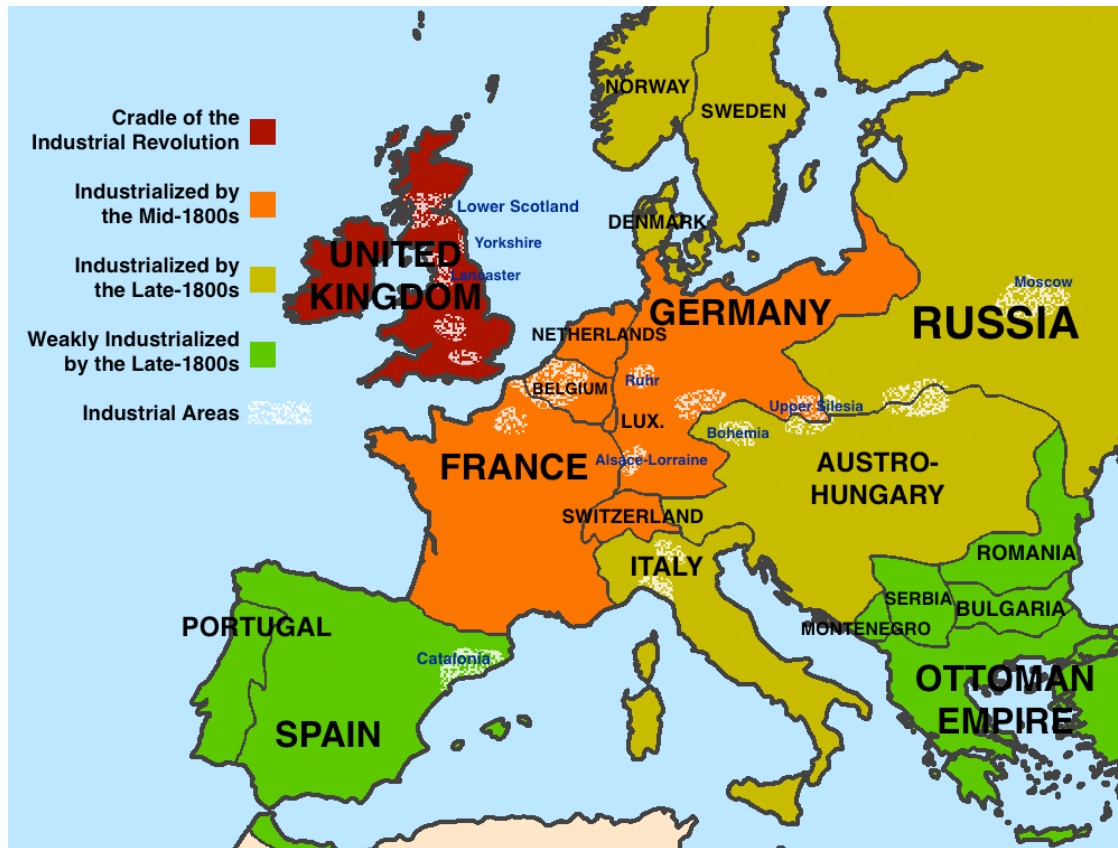 Cradle of the
Industrial Revolution
Industrialized by
the Mid-1800s
Industrialized by
the Late-1800s
Weakly Industrialized
by the Late-1800s
Industrial Areas
NORWAY
SWEDEN
DENMARK
Lower Scotland
Yorkshire
Lancaster
UNITED
KINGDOM
NETHERLANDS
BELGIUM
LUX.
GERMANY
Ruhr
Upper Silesia
Bohemia
Alsace-Lorraine
RUSSIA
Moscow
FRANCE
SWITZERLAND
AUSTRO-
HUNGARY
ITALY
ROMANIA
SERBIA
BULGARIA
MONTENEGRO
OTTOMAN
EMPIRE
PORTUGAL
SPAIN
Catalonia